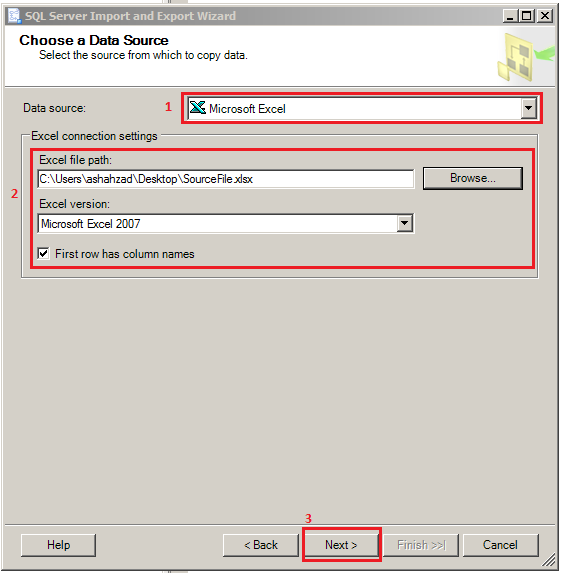 SQL Server Import and Export Wizard
Choose a Data Source
Select the source from which to copy data.
Data source:
1
Microsoft Excel
Excel connection settings
2
Excel file path:
C:\Users\ashahzad\Desktop\SourceFile.xlsx
Browse...
Excel version:
Microsoft Excel 2007
First row has column names
3
Help
< Back
Next >
Finish >>|
Cancel